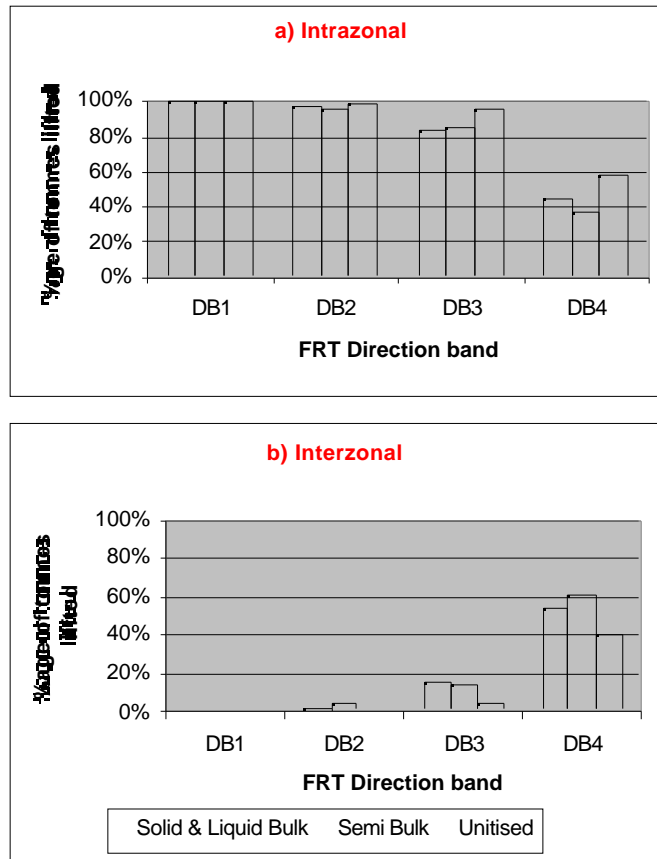 a) Intrazonal
100%
80%
60%
40%
20%
0%
DB1 DB2 DB3 DB4
FRT Direction band
b) Interzonal
100%
80%
60%
40%
20%
0%
lifted
DB1 DB2 DB3 DB4
FRT Direction band
Solid & Liquid Bulk Semi Bulk Unitised